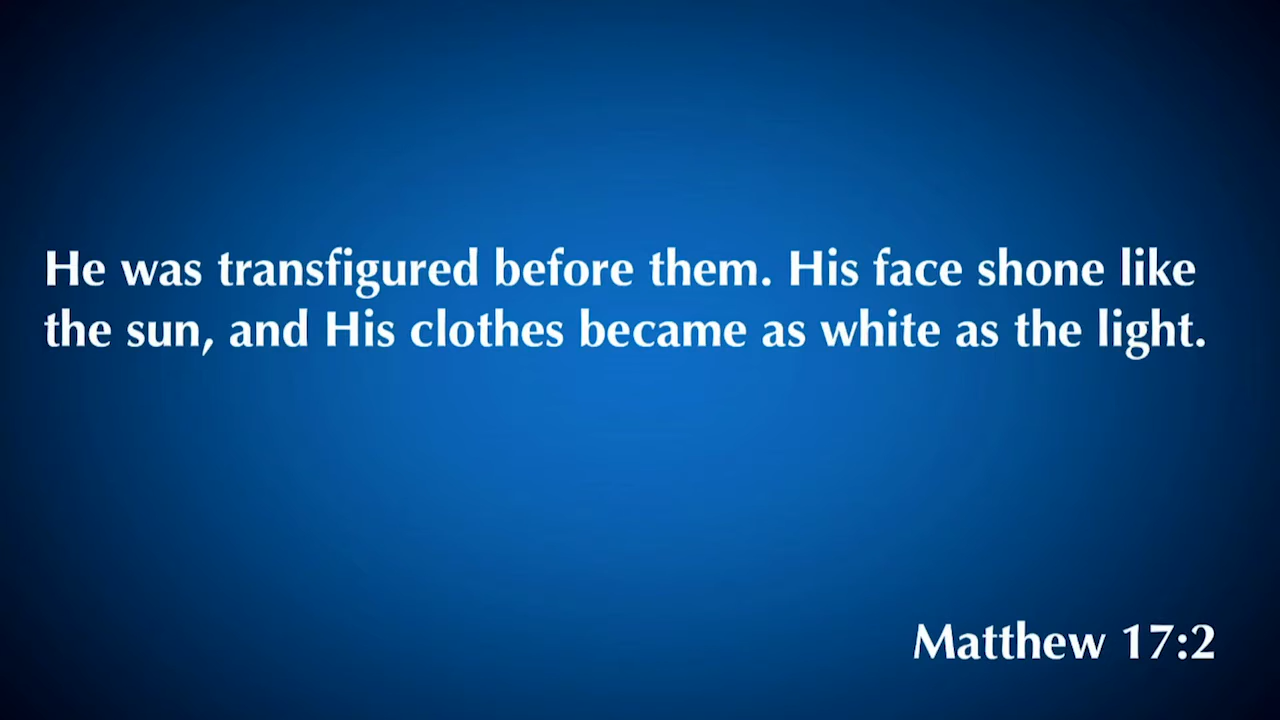 He was transfigured before them. His face shone like
the sun, and His clothes became as white as the light.
Matthew 17:2